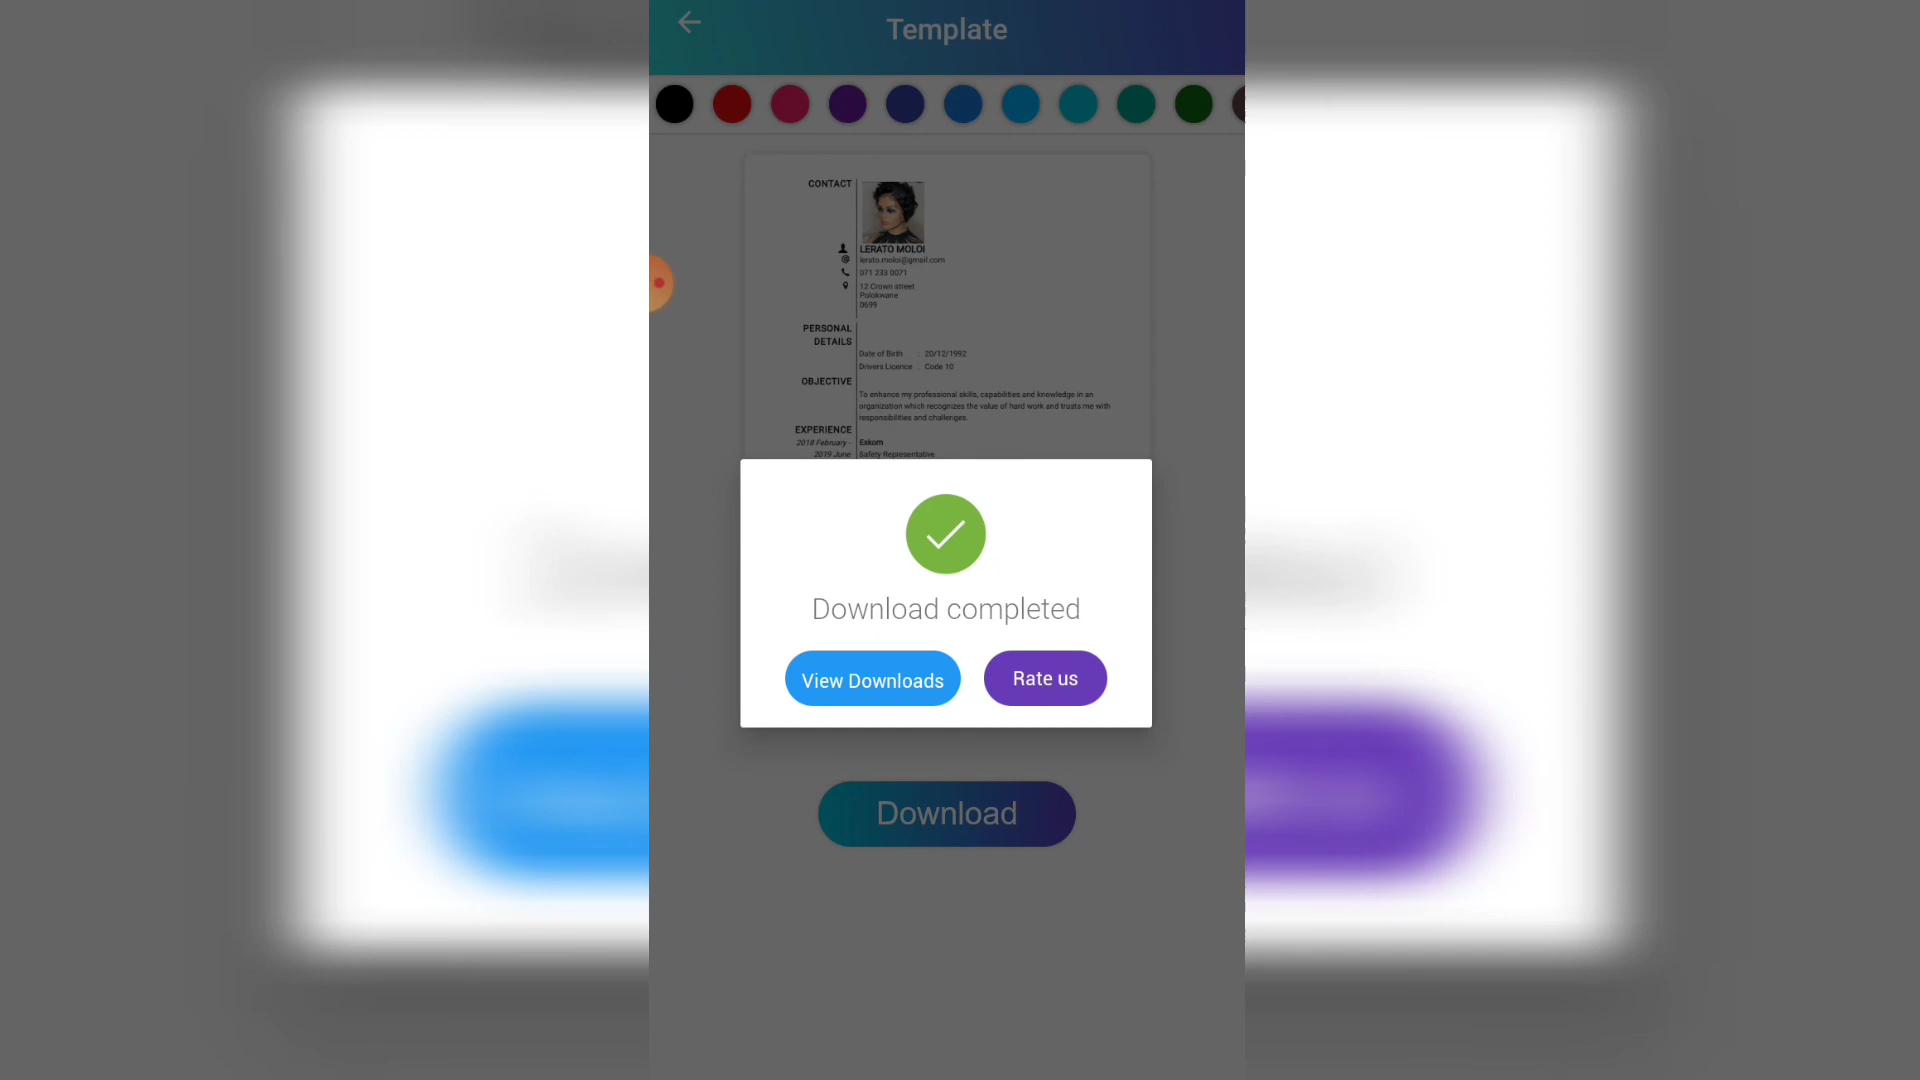 Template
CONTACT
LERATO MOLOI
lerato.moloi@gmail.com
071 233 0071
12 Crown street
Polokwane
0699
PERSONAL
DETAILS
Date of Birth : 20/12/1992
Drivers Licence : Code 10
OBJECTIVE
To enhance my professional skills, capabilities and knowledge in an
organization which recognizes the value of hard work and trusts me with
responsibilities and challenges.
EXPERIENCE
2018 February - Eskom
2019 June Safety Representative
Download completed
View Downloads Rate us
Download